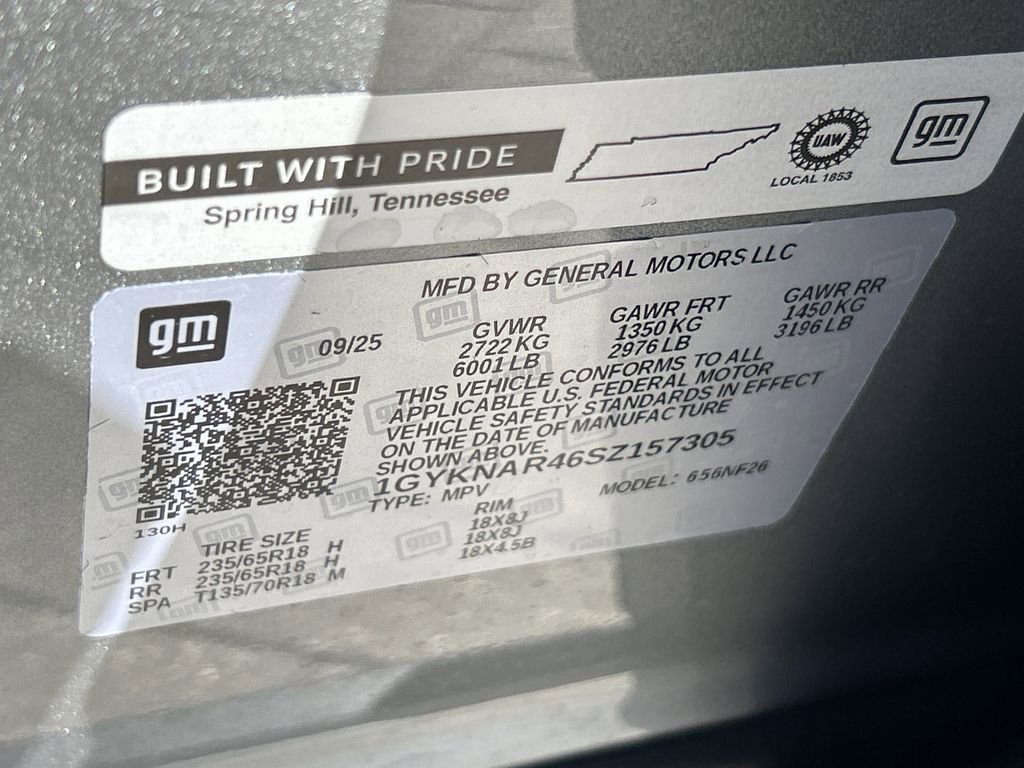 BUILT WITH PRIDE
Spring Hill, Tennessee
UAW
LOCAL 1853
gm
MFD BY GENERAL MOTORS LLC
gm
09/25
GVWR
2722 KG
6001 LB
GAWR FRT
1350 KG
2976 LB
GAWR RR
1450 KG
3196 LB
THIS VEHICLE CONFORMS TO ALL
APPLICABLE U.S. FEDERAL MOTOR
VEHICLE SAFETY STANDARDS IN EFFECT
ON THE DATE OF MANUFACTURE
SHOWN ABOVE.
1GYKNAR46SZ157305
TYPE: MPV MODEL: 656NF26
130H
TIRE SIZE RIM
FRT 235/65R18 H 18X8J
RR 235/65R18 H 18X8J
SPA T135/70R18 M 18X4.5B